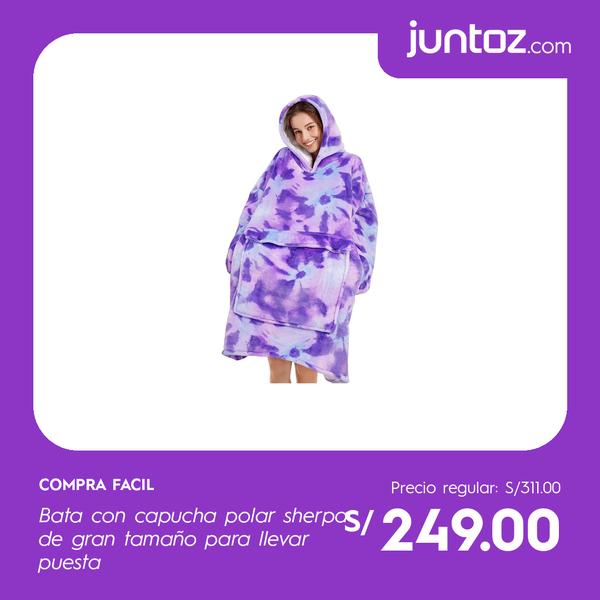 juntoz.com
COMPRA FACIL
Bata con capucha polar sherpa
de gran tamaño para llevar
puesta
Precio regular: S/311.00
S/ 249.00